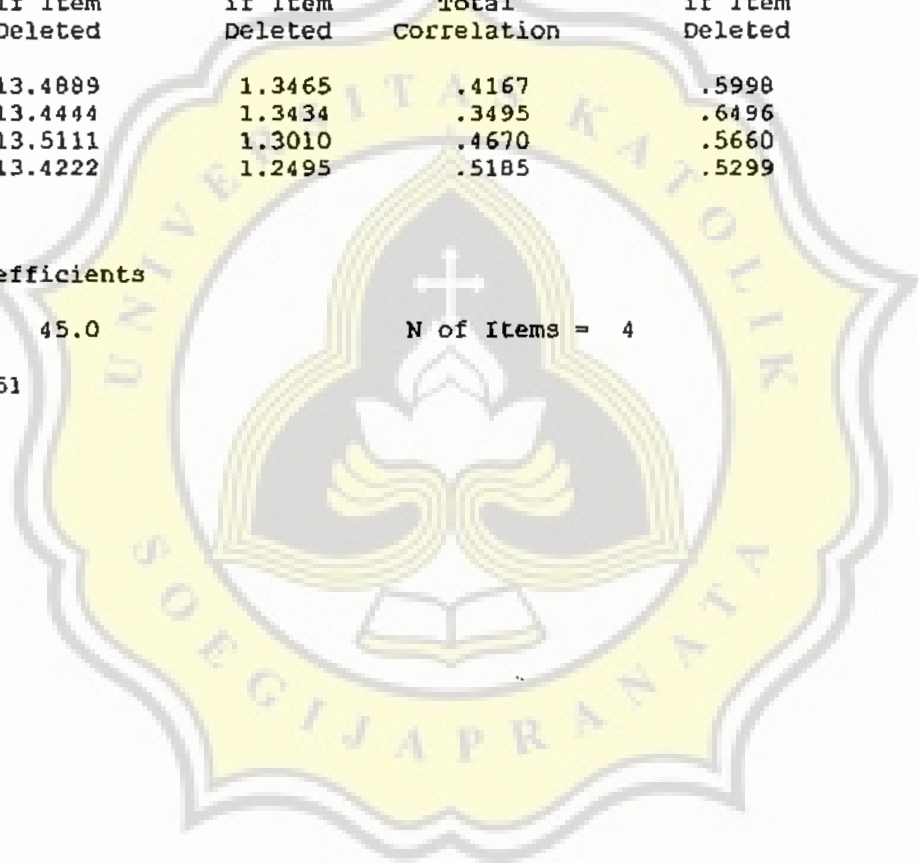 if Item if Item Total if Item
Deleted Deleted Correlation Deleted
13.4889 1.3465 .4167 .5998
13.4444 1.3434 .3495 .6496
13.5111 1.3010 .4670 .5660
13.4222 1.2495 .5185 .5299
efficients
45.0 N of Items = 4
61
UNIVERSITAS KATOLIK
SOEGIJAPRANATA